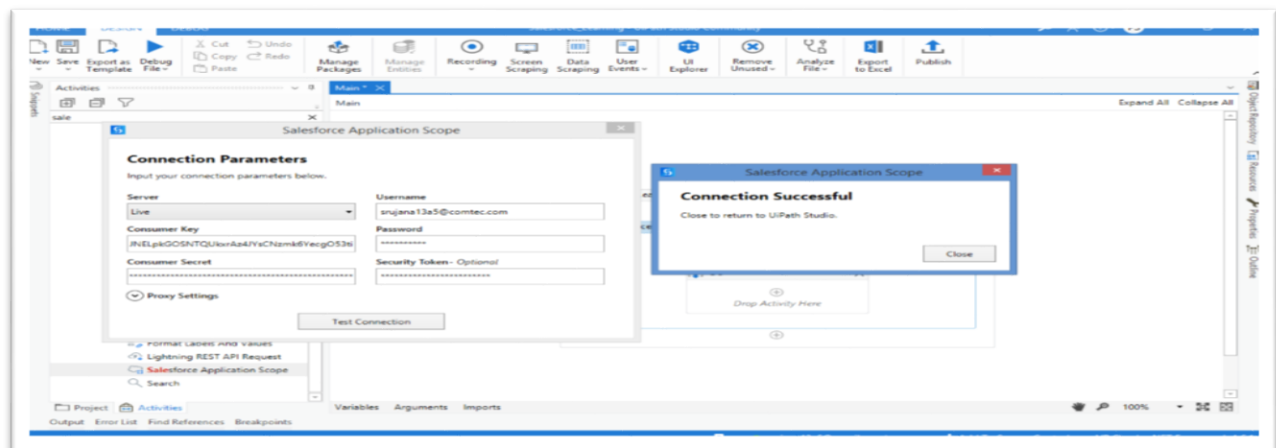 HOME DESIGN DEBUG
Cut Undo
Copy Redo
Paste
New Save Export as Template Debug File Manage Packages Manage Entities Recording Screen Scraping Data Scraping User Events UI Explorer Remove Unused Analyze File Export to Excel Publish
Snippets
Activities
Main *
Main
Expand All Collapse All
sale
Salesforce Application Scope
Connection Parameters
Input your connection parameters below.
Server
Username
Live
srujana13a5@comtec.com
Consumer Key
Password
**********
Consumer Secret
Security Token - Optional
Proxy Settings
Test Connection
Salesforce Application Scope
Connection Successful
Close to return to UiPath Studio.
Close
Drop Activity Here
Format Labels And Values
Lightning REST API Request
Salesforce Application Scope
Search
Object Repository
Resources
Properties
Outline
Project Activities
Variables Arguments Imports
100%
Output Error List Find References Breakpoints